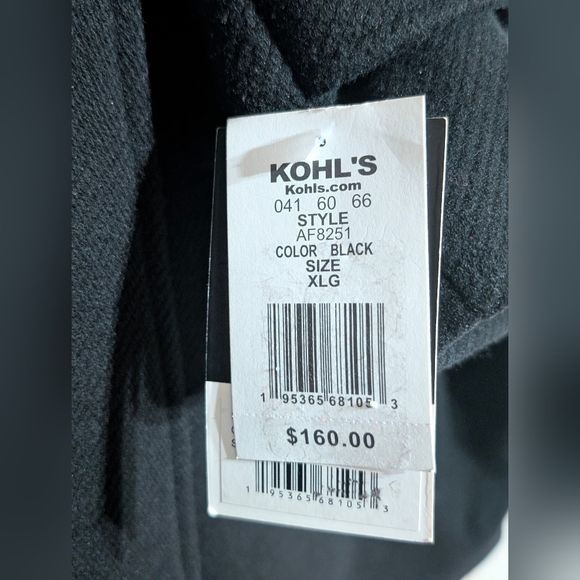 KOHL'S
Kohls.com
041 60 66
STYLE
AF8251
COLOR BLACK
SIZE
XLG
1 95365 68105 3
$160.00
1 95365 68105 3